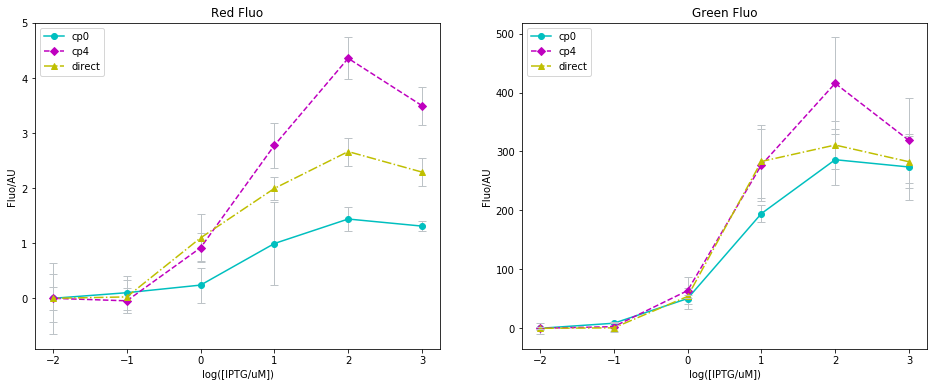 Red Fluo
Fluo/AU
5
4
3
2
1
0
cp0
cp4
direct
−2 −1 0 1 2 3
log([IPTG/uM])
Green Fluo
Fluo/AU
500
400
300
200
100
0
cp0
cp4
direct
−2 −1 0 1 2 3
log([IPTG/uM])